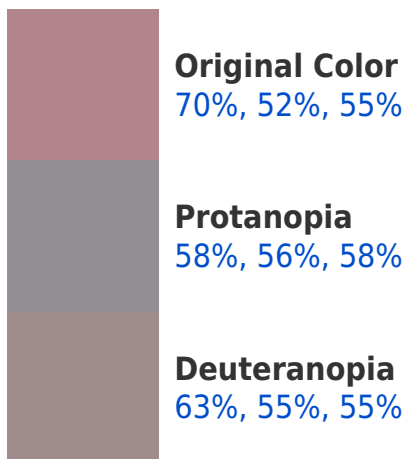 Original Color
70%, 52%, 55%
Protanopia
58%, 56%, 58%
Deuteranopia
63%, 55%, 55%